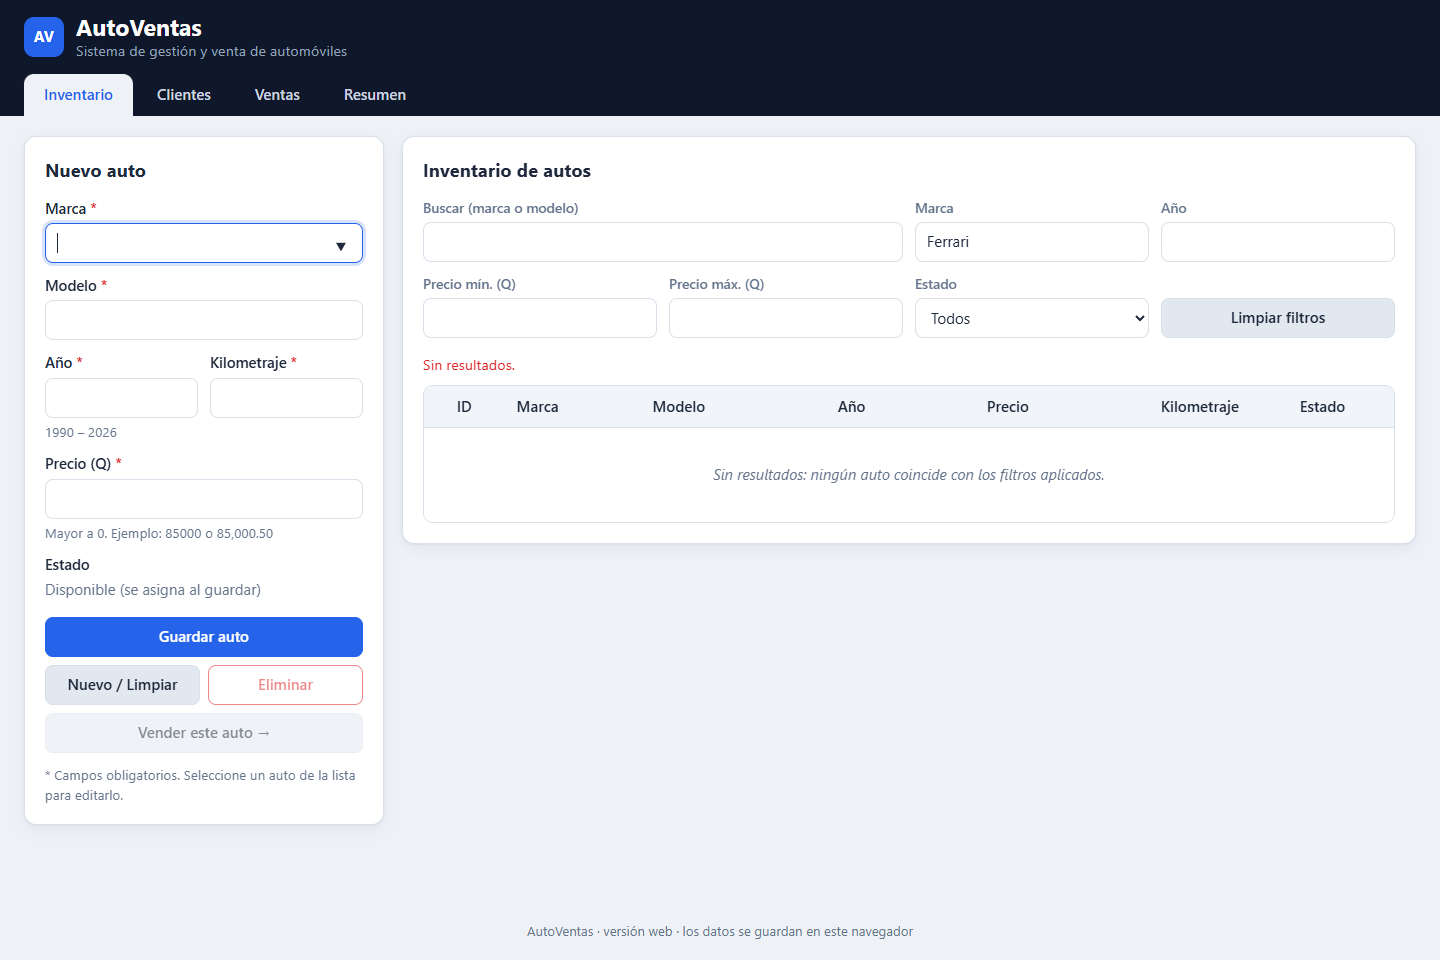 AV
AutoVentas
Sistema de gestión y venta de automóviles
Inventario Clientes Ventas Resumen
Nuevo auto
Marca *
Modelo *
Año * Kilometraje *
1990 – 2026
Precio (Q) *
Mayor a 0. Ejemplo: 85000 o 85,000.50
Estado
Disponible (se asigna al guardar)
Guardar auto
Nuevo / Limpiar Eliminar
Vender este auto →
* Campos obligatorios. Seleccione un auto de la lista
para editarlo.
Inventario de autos
Buscar (marca o modelo) Marca Año
Ferrari
Precio mín. (Q) Precio máx. (Q) Estado
Todos Limpiar filtros
Sin resultados.
ID Marca Modelo Año Precio Kilometraje Estado
Sin resultados: ningún auto coincide con los filtros aplicados.
AutoVentas · versión web · los datos se guardan en este navegador